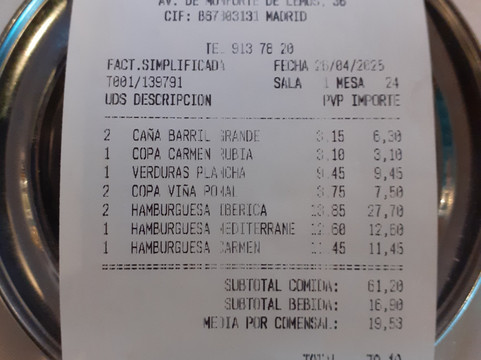 AV. DE MONFORTE DE LEMOS, 36
CIF: B67803131 MADRID
TE. 913 78 20
FACT.SIMPLIFICADA FECHA 26/04/2025
T001/139791 SALA 1 MESA 24
UDS DESCRIPCION PVP IMPORTE
2 CAÑA BARRIL GRANDE 3.15 6,30
1 COPA CARMEN RUBIA 3.10 3,10
1 VERDURAS PLANCHA 9.45 9,45
2 COPA VIÑA POMAL 3.75 7,50
2 HAMBURGUESA IBERICA 13.85 27,70
1 HAMBURGUESA MEDITERRANE 12.60 12,60
1 HAMBURGUESA CARMEN 11.45 11,45
SUBTOTAL COMIDA: 61,20
SUBTOTAL BEBIDA: 16,90
MEDIA POR COMENSAL: 19,53
TOTAL 78,10